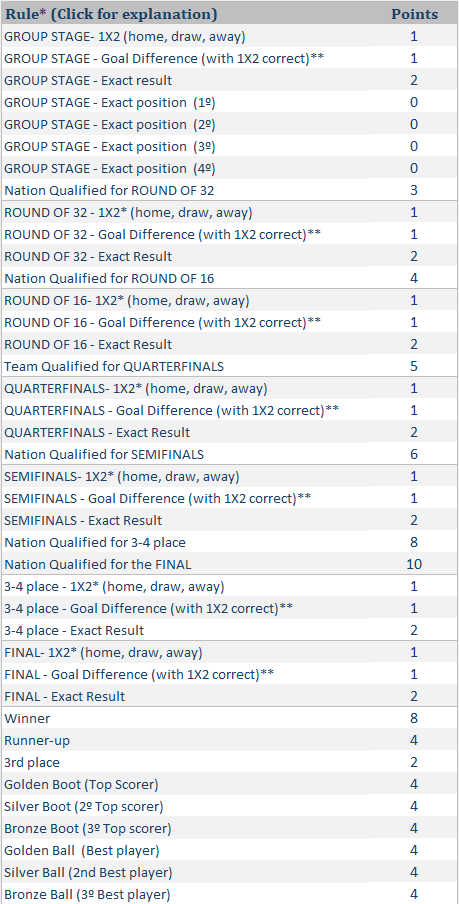 Rule* (Click for explanation) Points
GROUP STAGE- 1X2 (home, draw, away) 1
GROUP STAGE - Goal Difference (with 1X2 correct)** 1
GROUP STAGE - Exact result 2
GROUP STAGE - Exact position (1º) 0
GROUP STAGE - Exact position (2º) 0
GROUP STAGE - Exact position (3º) 0
GROUP STAGE - Exact position (4º) 0
Nation Qualified for ROUND OF 32 3
ROUND OF 32 - 1X2* (home, draw, away) 1
ROUND OF 32 - Goal Difference (with 1X2 correct)** 1
ROUND OF 32 - Exact Result 2
Nation Qualified for ROUND OF 16 4
ROUND OF 16- 1X2* (home, draw, away) 1
ROUND OF 16 - Goal Difference (with 1X2 correct)** 1
ROUND OF 16 - Exact Result 2
Team Qualified for QUARTERFINALS 5
QUARTERFINALS- 1X2* (home, draw, away) 1
QUARTERFINALS - Goal Difference (with 1X2 correct)** 1
QUARTERFINALS - Exact Result 2
Nation Qualified for SEMIFINALS 6
SEMIFINALS- 1X2* (home, draw, away) 1
SEMIFINALS - Goal Difference (with 1X2 correct)** 1
SEMIFINALS - Exact Result 2
Nation Qualified for 3-4 place 8
Nation Qualified for the FINAL 10
3-4 place - 1X2* (home, draw, away) 1
3-4 place - Goal Difference (with 1X2 correct)** 1
3-4 place - Exact Result 2
FINAL- 1X2* (home, draw, away) 1
FINAL - Goal Difference (with 1X2 correct)** 1
FINAL - Exact Result 2
Winner 8
Runner-up 4
3rd place 2
Golden Boot (Top Scorer) 4
Silver Boot (2º Top scorer) 4
Bronze Boot (3º Top scorer) 4
Golden Ball (Best player) 4
Silver Ball (2nd Best player) 4
Bronze Ball (3º Best player) 4